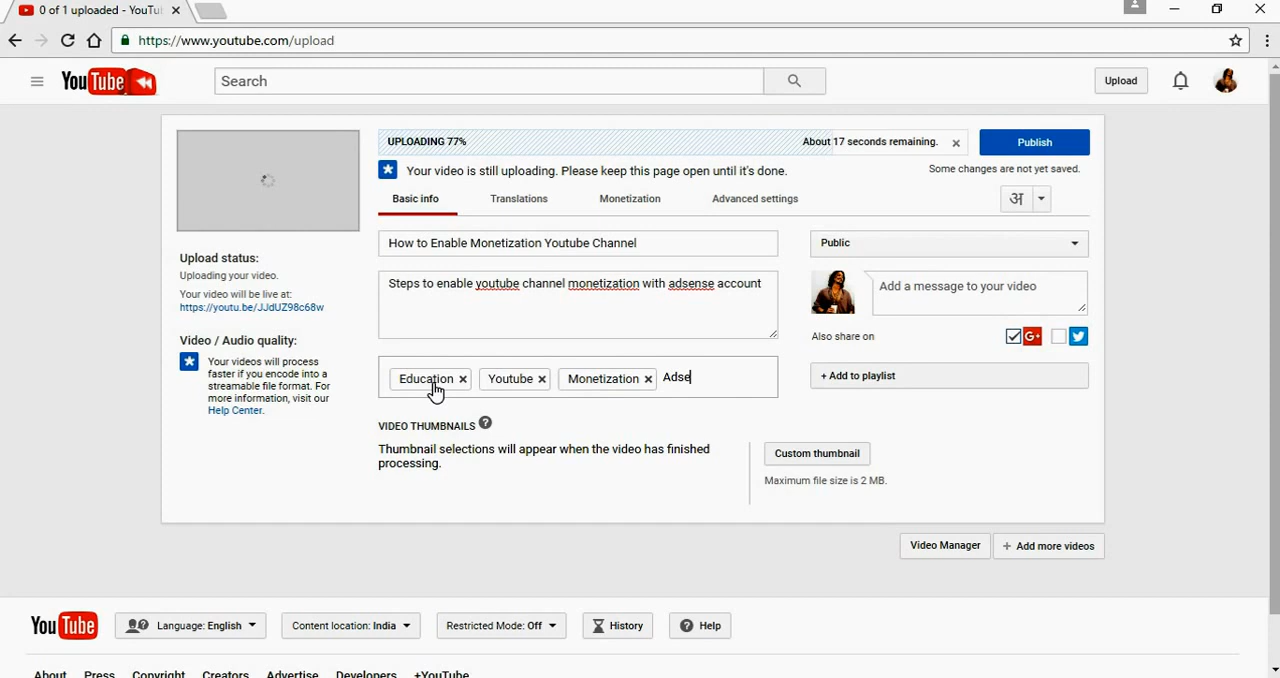 0 of 1 uploaded - YouTu
https://www.youtube.com/upload
YouTube
Search
Upload
UPLOADING 77%
About 17 seconds remaining.
Publish
Your video is still uploading. Please keep this page open until it's done.
Some changes are not yet saved.
Basic info
Translations
Monetization
Advanced settings
अ
How to Enable Monetization Youtube Channel
Public
Steps to enable youtube channel monetization with adsense account
Add a message to your video
Upload status:
Uploading your video.
Your video will be live at:
https://youtu.be/JJdUZ98c68w
Also share on
G+
Video / Audio quality:
Your videos will process
faster if you encode into a
streamable file format. For
more information, visit our
Help Center.
Education
Youtube
Monetization
Adse
+ Add to playlist
VIDEO THUMBNAILS ?
Thumbnail selections will appear when the video has finished
processing.
Custom thumbnail
Maximum file size is 2 MB.
Video Manager
+ Add more videos
YouTube
Language: English
Content location: India
Restricted Mode: Off
History
Help
About Press Copyright Creators Advertise Developers +YouTube